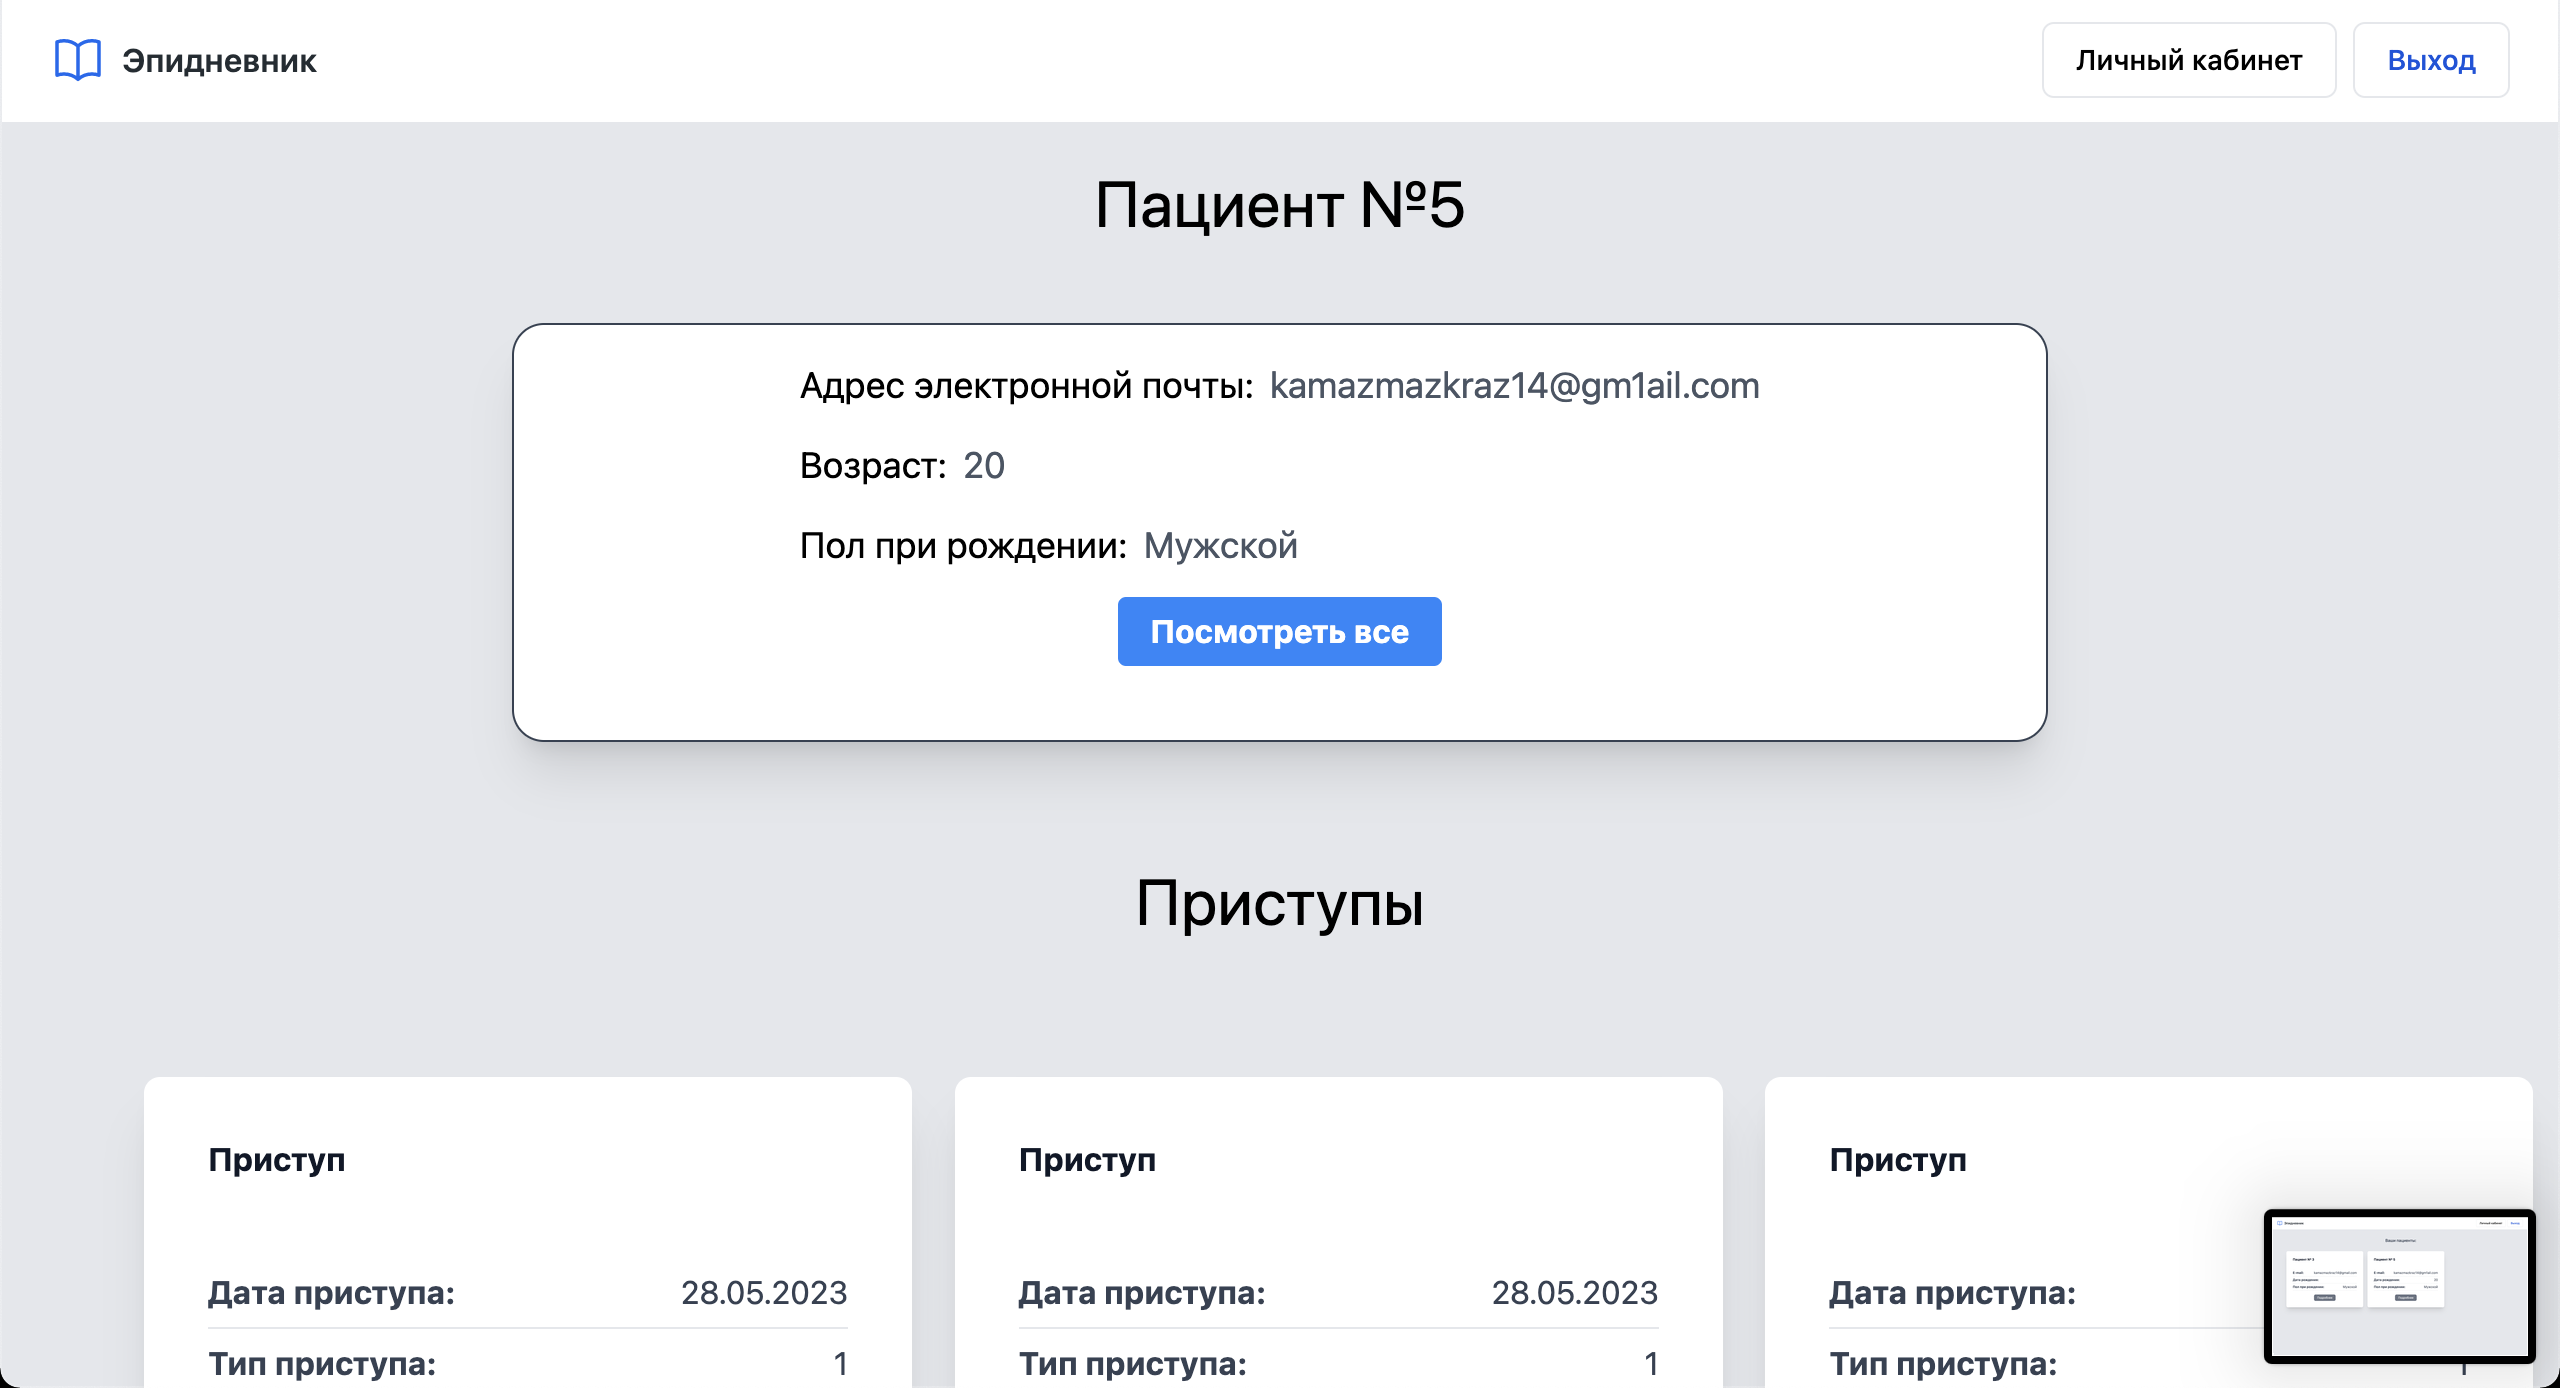 Эпидневник
Личный кабинет
Выход
Пациент №5
Адрес электронной почты: kamazmazkraz14@gm1ail.com
Возраст: 20
Пол при рождении: Мужской
Посмотреть все
Приступы
Приступ
Дата приступа: 28.05.2023
Тип приступа: 1
Приступ
Дата приступа: 28.05.2023
Тип приступа: 1
Приступ
Дата приступа:
Тип приступа: 1